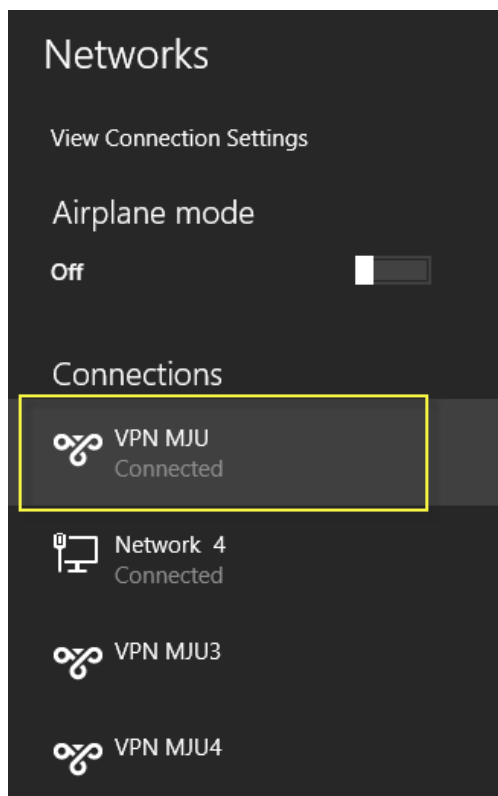 Networks
View Connection Settings
Airplane mode
Off
Connections
VPN MJU
Connected
Network 4
Connected
VPN MJU3
VPN MJU4